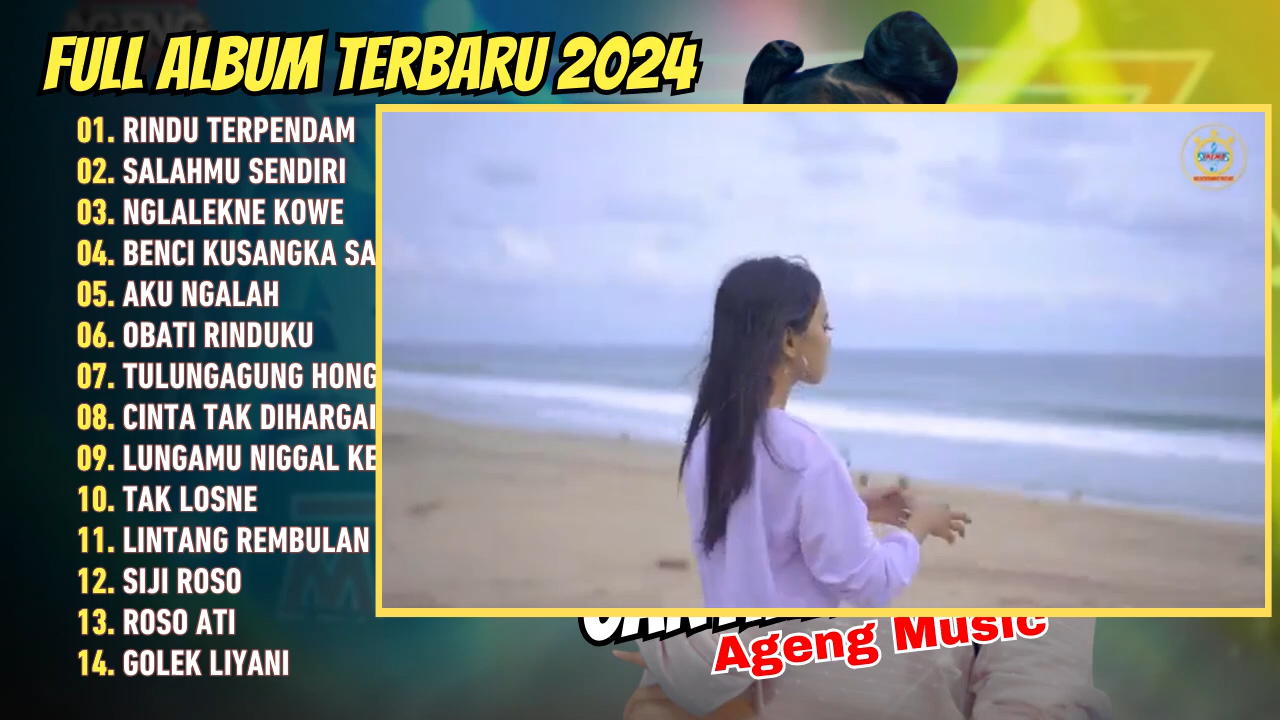 FULL ALBUM TERBARU 2024
01. RINDU TERPENDAM
02. SALAHMU SENDIRI
03. NGLALEKNE KOWE
04. BENCI KUSANGKA SA
05. AKU NGALAH
06. OBATI RINDUKU
07. TULUNGAGUNG HONG
08. CINTA TAK DIHARGAI
09. LUNGAMU NIGGAL KE
10. TAK LOSNE
11. LINTANG REMBULAN
12. SIJI ROSO
13. ROSO ATI
14. GOLEK LIYANI
Ageng Music